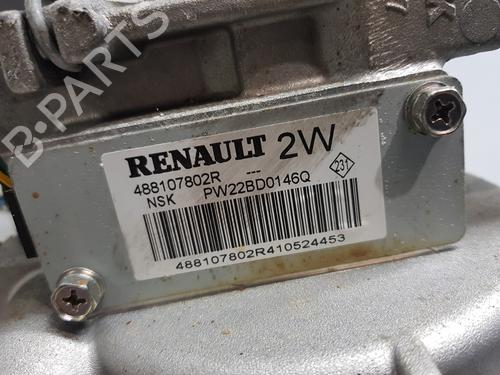 B-PARTS
RENAULT 2W
488107802R ---
NSK PW22BD0146Q
231
488107802R410524453